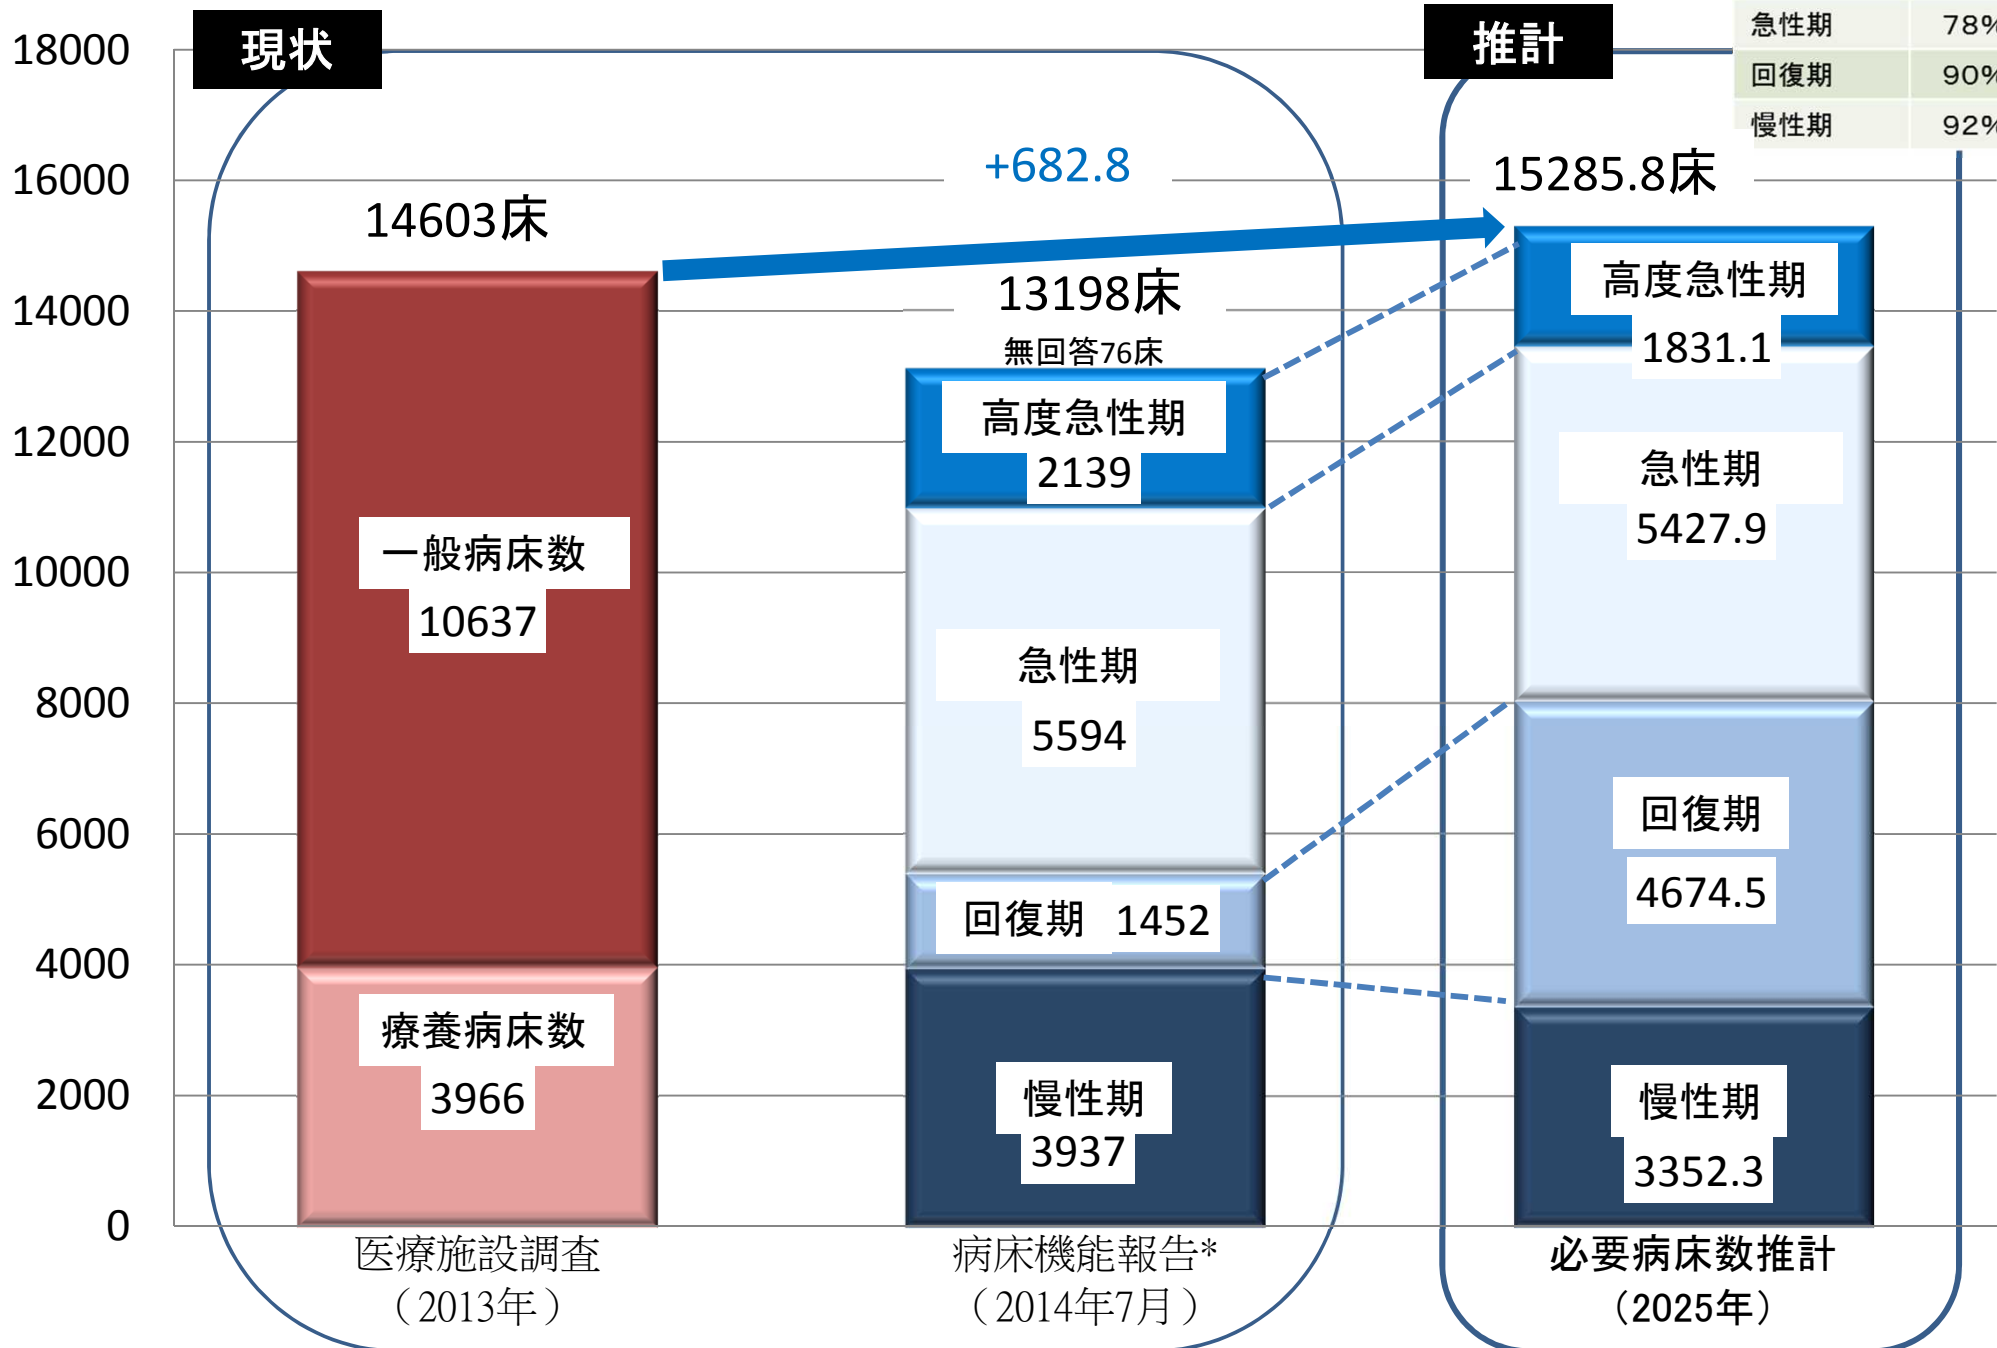 現状
推計
急性期 78%
回復期 90%
慢性期 92%
18000
16000
14000
12000
10000
8000
6000
4000
2000
0
+682.8
14603床
一般病床数
10637
療養病床数
3966
13198床
無回答76床
高度急性期
2139
急性期
5594
回復期 1452
慢性期
3937
15285.8床
高度急性期
1831.1
急性期
5427.9
回復期
4674.5
慢性期
3352.3
医療施設調査
（2013年）
病床機能報告*
（2014年7月）
必要病床数推計
（2025年）